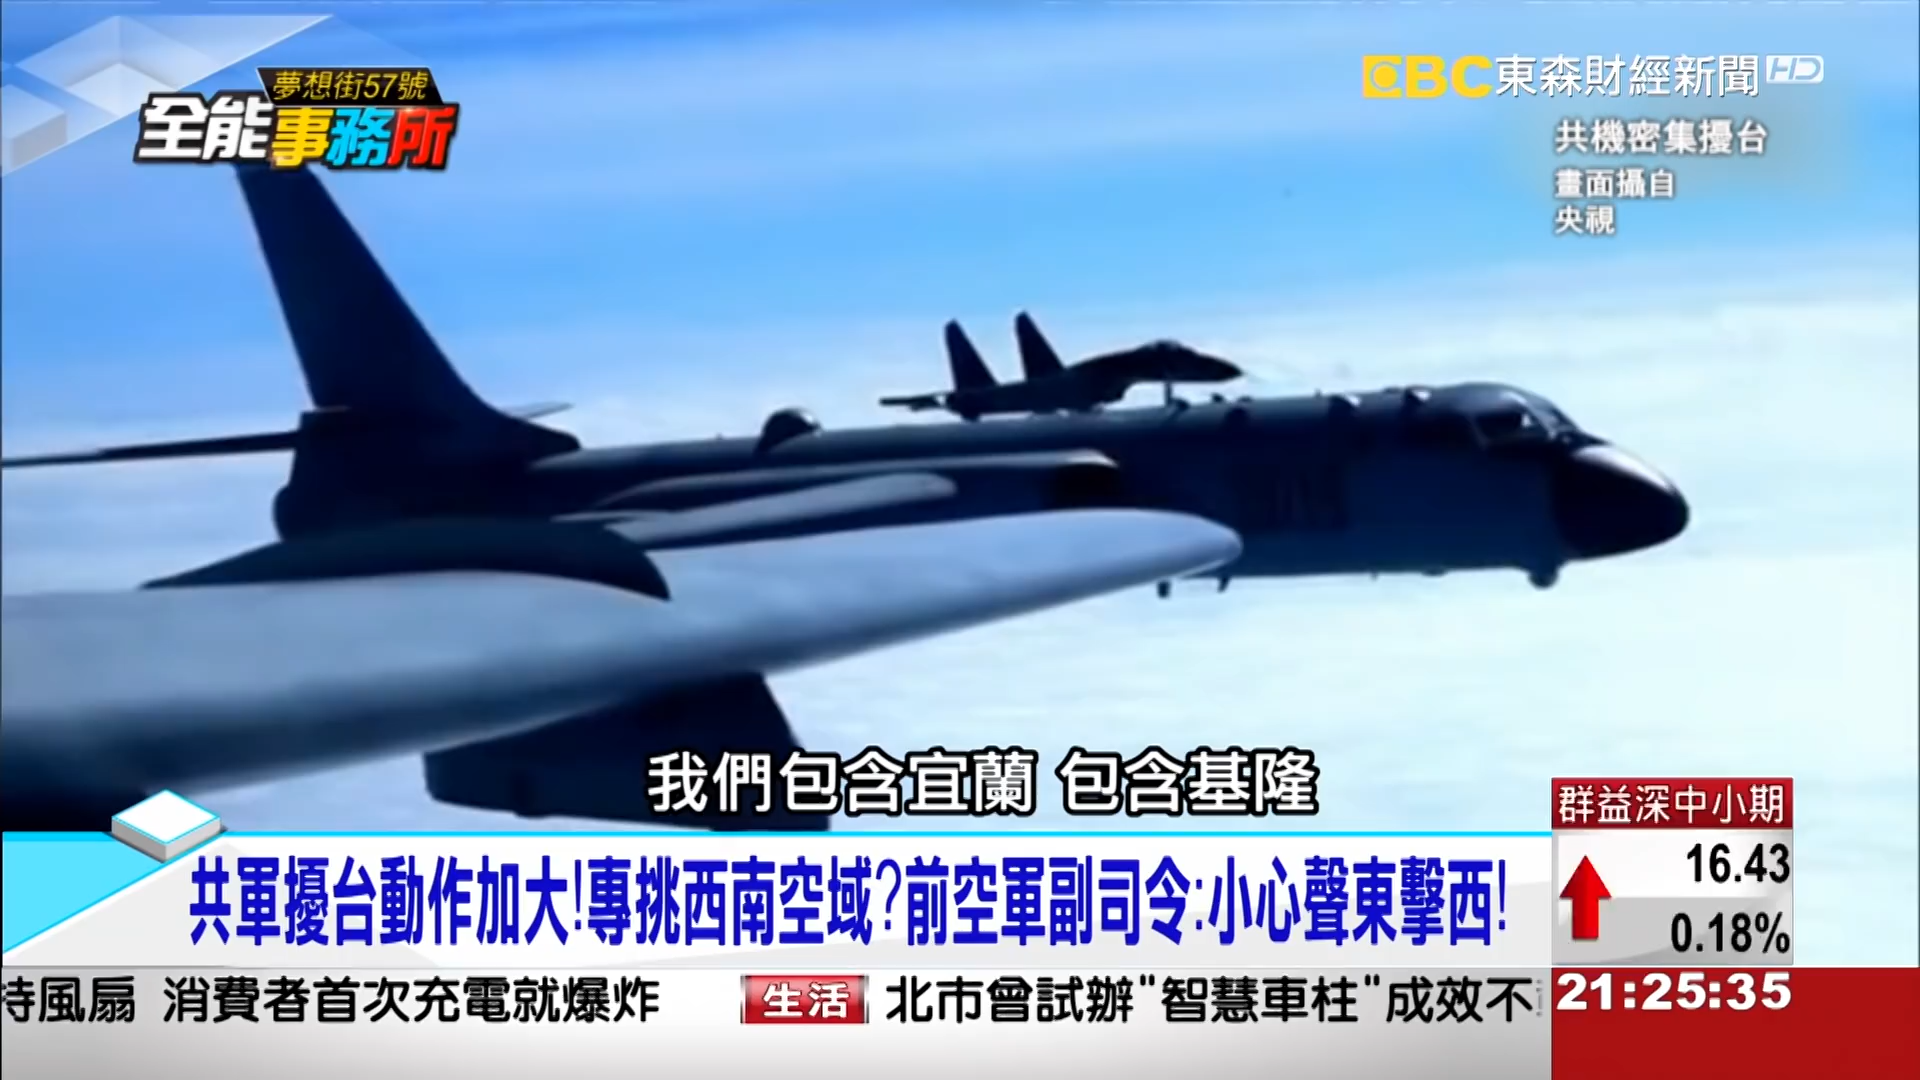 夢想街57號
全能事務所
EBC東森財經新聞HD
共機密集擾台
畫面攝自
央視
我們包含宜蘭 包含基隆
群益深中小期
16.43
0.18%
共軍擾台動作加大!專挑西南空域?前空軍副司令:小心聲東擊西!
持風扇 消費者首次充電就爆炸 生活 北市曾試辦"智慧車柱"成效不
21:25:35